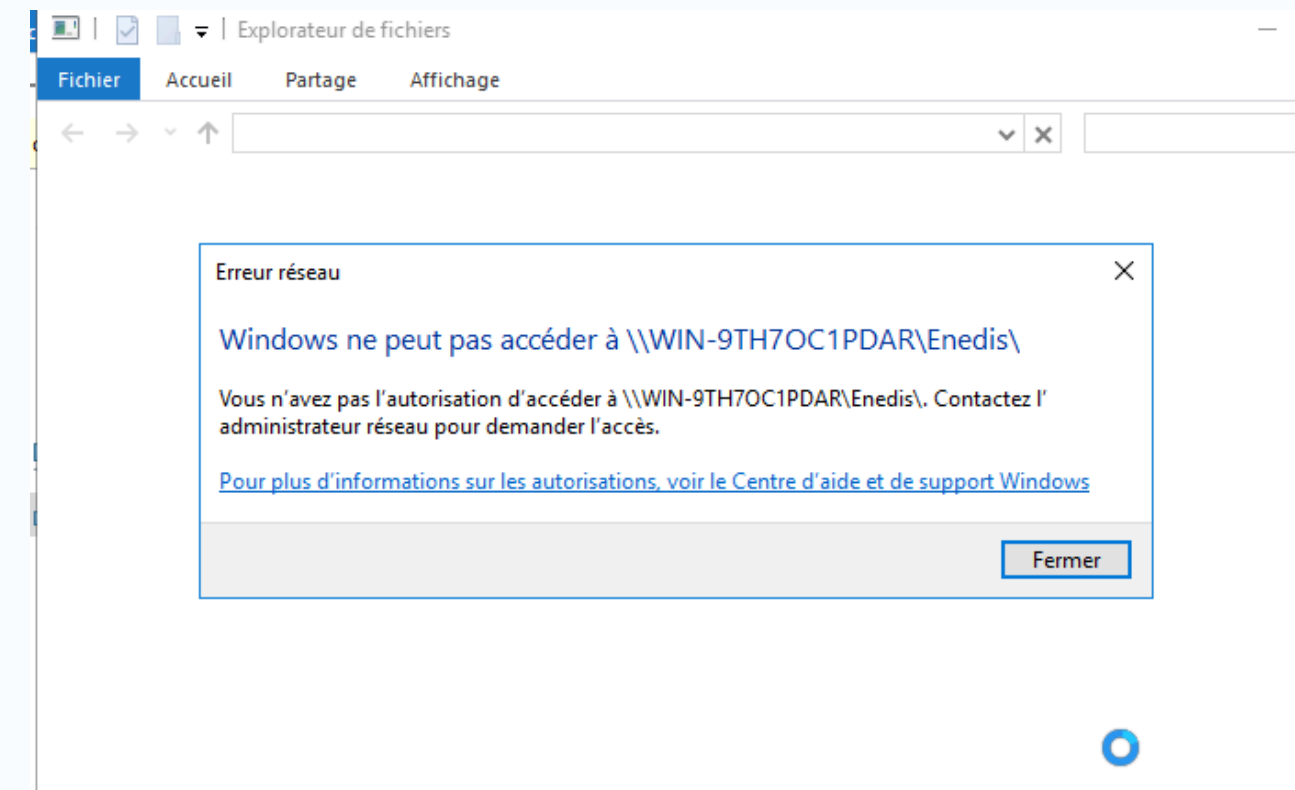 Explorateur de fichiers
Fichier Accueil Partage Affichage
Erreur réseau
Windows ne peut pas accéder à \\WIN-9TH7OC1PDAR\Enedis\
Vous n'avez pas l'autorisation d'accéder à \\WIN-9TH7OC1PDAR\Enedis\. Contactez l'
administrateur réseau pour demander l'accès.
Pour plus d'informations sur les autorisations, voir le Centre d'aide et de support Windows
Fermer